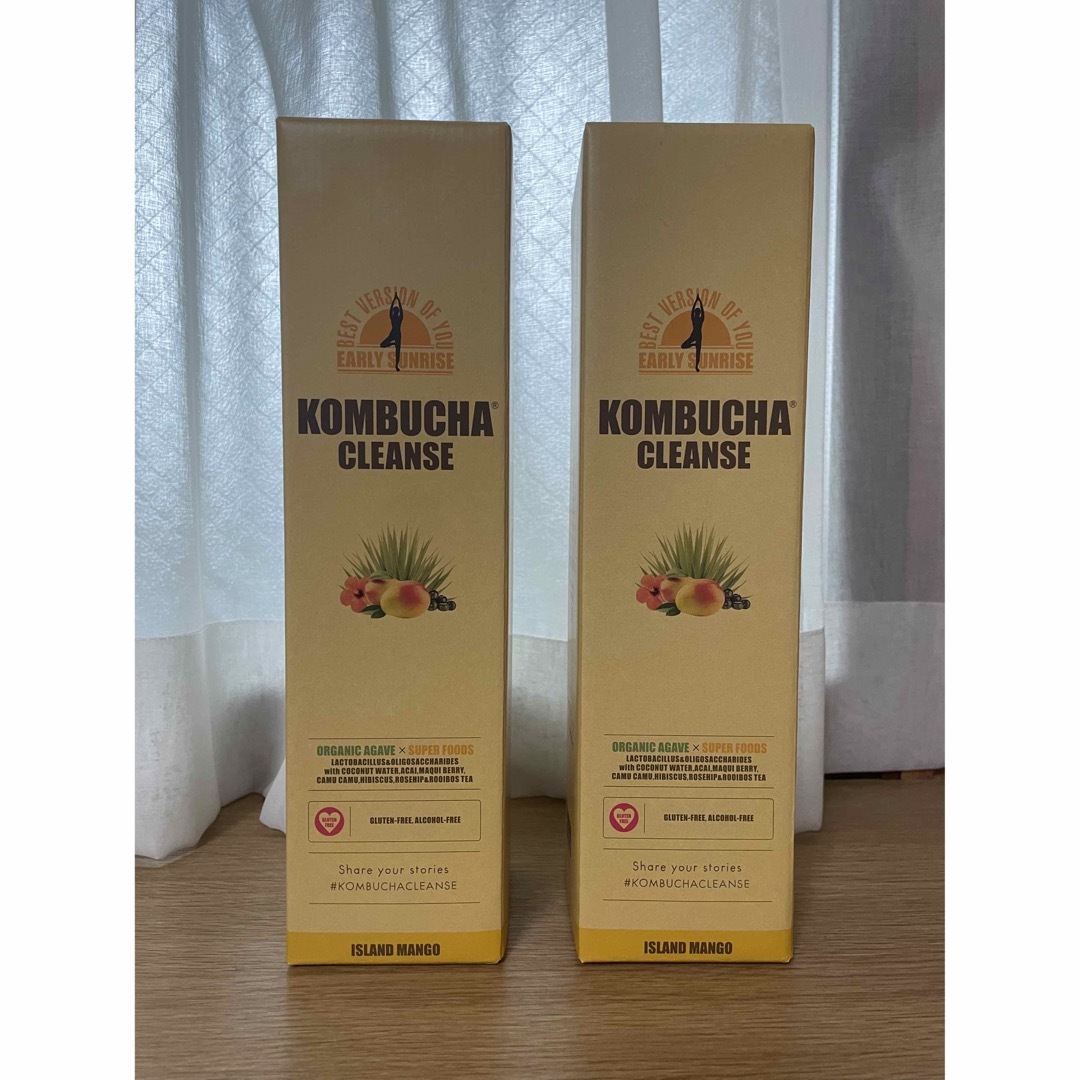 BEST VERSION OF YOU
EARLY SUNRISE
KOMBUCHA®
CLEANSE
ORGANIC AGAVE × SUPER FOODS
LACTOBACILLUS&OLIGOSACCHARIDES
with COCONUT WATER,ACAI,MAQUI BERRY,
CAMU CAMU,HIBISCUS,ROSEHIP&ROOIBOS TEA
GLUTEN
FREE
GLUTEN-FREE, ALCOHOL-FREE
Share your stories
#KOMBUCHACLEANSE
ISLAND MANGO
BEST VERSION OF YOU
EARLY SUNRISE
KOMBUCHA®
CLEANSE
ORGANIC AGAVE × SUPER FOODS
LACTOBACILLUS&OLIGOSACCHARIDES
with COCONUT WATER,ACAI,MAQUI BERRY,
CAMU CAMU,HIBISCUS,ROSEHIP&ROOIBOS TEA
GLUTEN
FREE
GLUTEN-FREE, ALCOHOL-FREE
Share your stories
#KOMBUCHACLEANSE
ISLAND MANGO